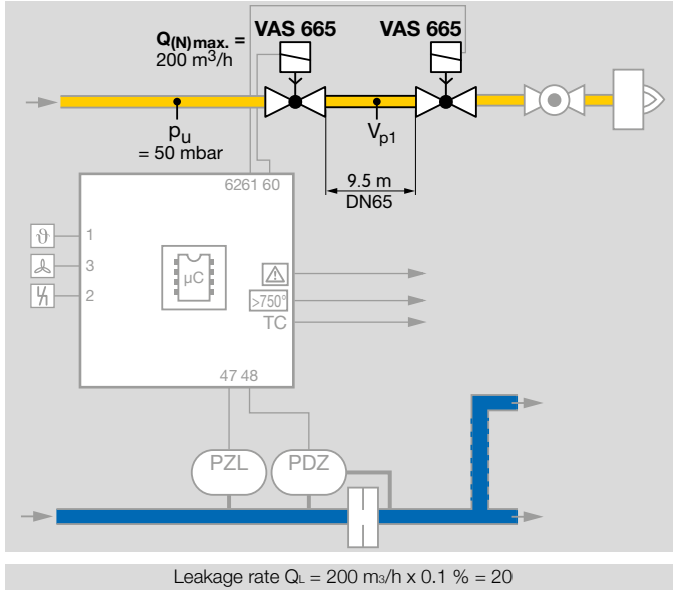 VAS 665 VAS 665
Q(N) max. =
200 m³/h
pu
= 50 mbar
Vp1
9.5 m
DN65
6261 60
ϑ 1
3
2
µC
>750°
TC
47 48
PZL PDZ
Leakage rate QL = 200 m3/h x 0.1 % = 20